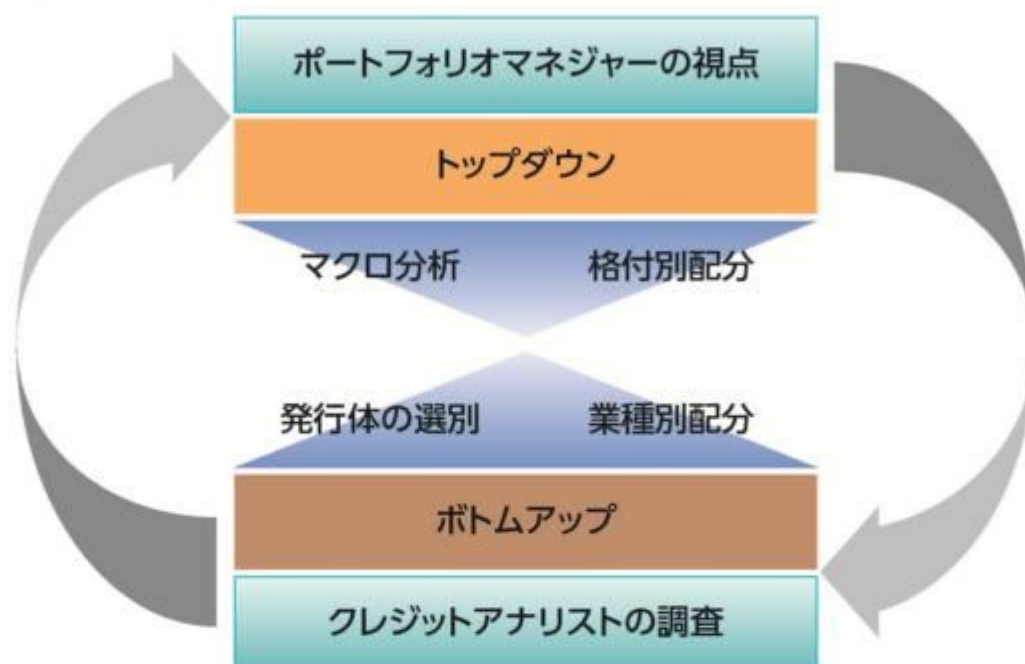 ポートフォリオマネジャーの視点
トップダウン
マクロ分析 格付別配分
発行体の選別 業種別配分
ボトムアップ
クレジットアナリストの調査